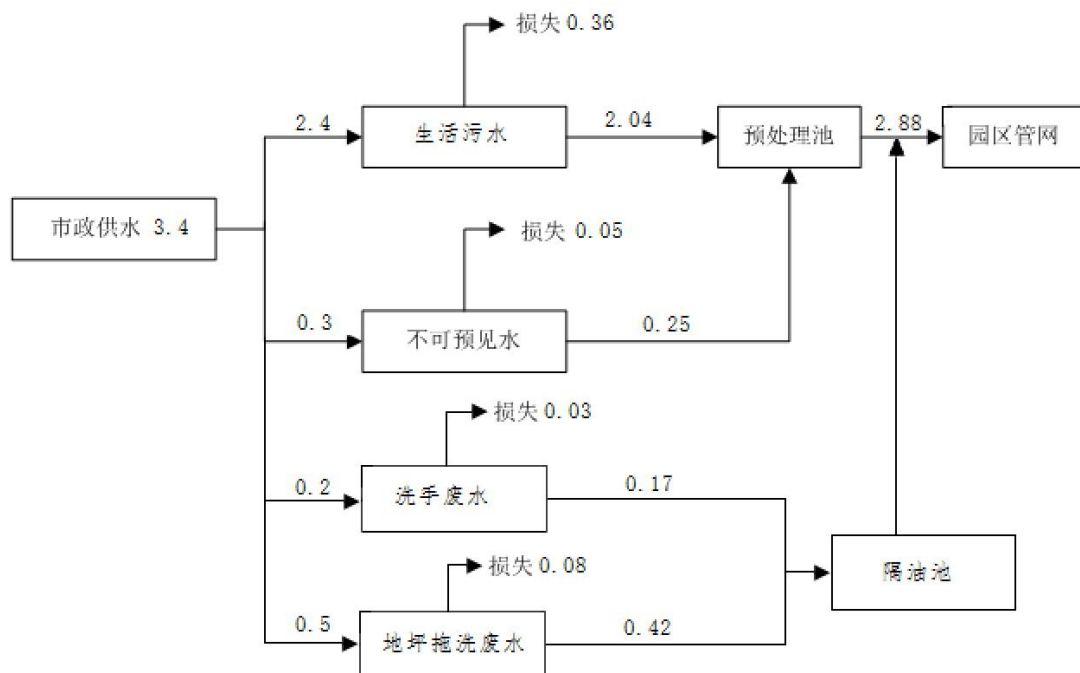 损失 0.36
2.4
生活污水
2.04
预处理池
2.88
园区管网
市政供水 3.4
损失 0.05
0.3
不可预见水
0.25
损失 0.03
0.2
洗手废水
0.17
损失 0.08
隔油池
0.5
地坪拖洗废水
0.42